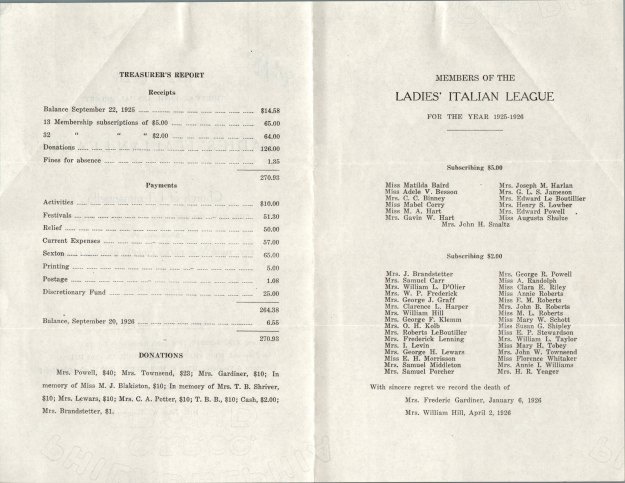 TREASURER'S REPORT
Receipts
Balance September 22, 1925 $14.58
13 Membership subscriptions of $5.00 65.00
32 " " " $2.00 64.00
Donations 126.00
Fines for absence 1.35
270.93
Payments
Activities $10.00
Festivals 51.30
Relief 50.00
Current Expenses 57.00
Sexton 65.00
Printing 5.00
Postage 1.08
Discretionary Fund 25.00
264.38
Balance, September 20, 1926 6.55
270.93
DONATIONS
Mrs. Powell, $40; Mrs. Townsend, $23; Mrs. Gardiner, $10; In
memory of Miss M. J. Blakiston, $10; In memory of Mrs. T. B. Shriver,
$10; Mrs. Lewars, $10; Mrs. C. A. Potter, $10; T. B. B., $10; Cash, $2.00;
Mrs. Brandstetter, $1.
MEMBERS OF THE
LADIES' ITALIAN LEAGUE
FOR THE YEAR 1925-1926
Subscribing $5.00
Miss Matilda Baird
Miss Adele V. Besson
Mrs. C. C. Binney
Miss Mabel Corry
Miss M. A. Hart
Mrs. Gavin W. Hart
Mrs. Joseph M. Harlan
Mrs. G. L. S. Jameson
Mrs. Edward Le Boutillier
Mrs. Henry S. Lowber
Mrs. Edward Powell
Miss Augusta Shulze
Mrs. John H. Smaltz
Subscribing $2.00
Mrs. J. Brandstetter
Mrs. Samuel Carr
Mrs. William L. D'Olier
Mrs. W. P. Frederick
Mrs. George J. Graff
Mrs. Clarence L. Harper
Mrs. William Hill
Mrs. George F. Klemm
Mrs. O. H. Kolb
Mrs. Roberts LeBoutillier
Mrs. Frederick Lenning
Mrs. I. Levin
Mrs. George H. Lewars
Miss E. H. Morrisson
Mrs. Samuel Middleton
Mrs. Samuel Porcher
Mrs. George R. Powell
Miss A. Randolph
Miss Clara E. Riley
Miss Annie Roberts
Miss F. M. Roberts
Mrs. John B. Roberts
Miss M. L. Roberts
Miss Mary W. Schott
Miss Susan G. Shipley
Miss E. P. Stewardson
Mrs. William L. Taylor
Miss Mary H. Tobey
Mrs. John W. Townsend
Miss Florence Whitaker
Mrs. Annie I. Williams
Mrs. H. R. Yeager
With sincere regret we record the death of
Mrs. Frederic Gardiner, January 6, 1926
Mrs. William Hill, April 2, 1926